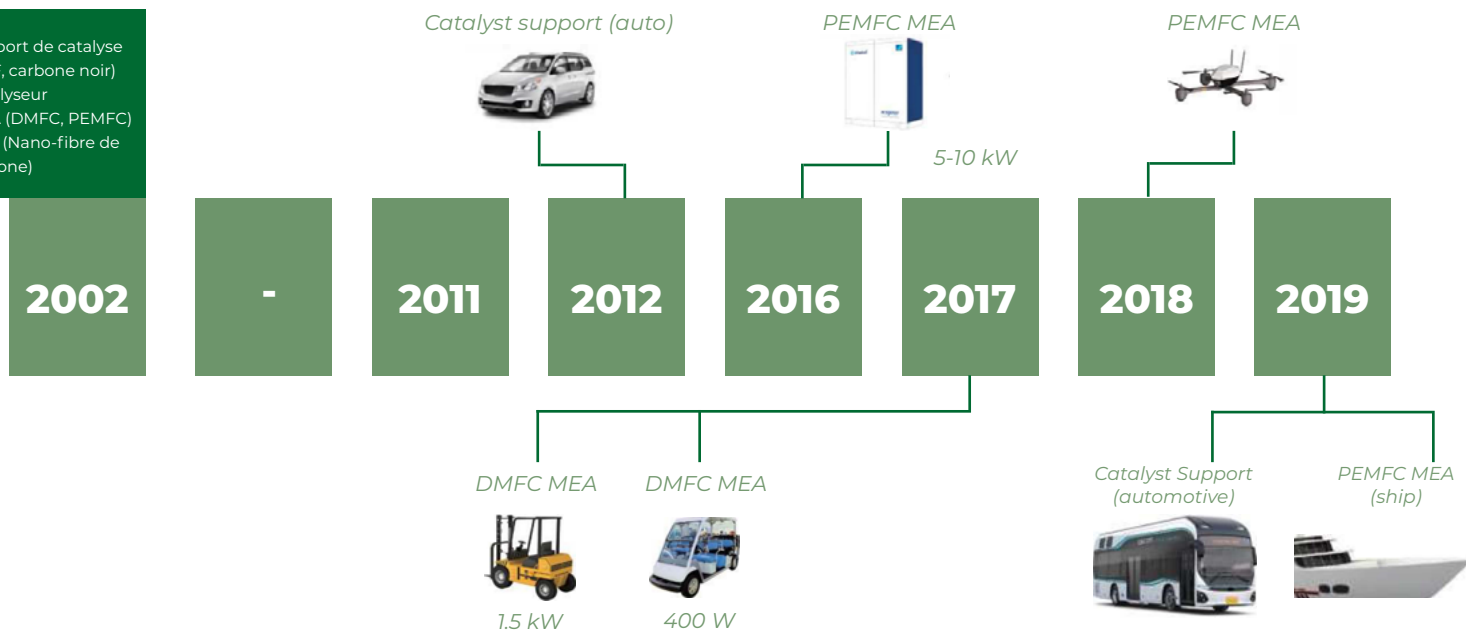 port de catalyse
, carbone noir)
lyseur
(DMFC, PEMFC)
(Nano-fibre de
one)
Catalyst support (auto)
PEMFC MEA
PEMFC MEA
5-10 kW
2002
-
2011
2012
2016
2017
2018
2019
DMFC MEA
DMFC MEA
Catalyst Support
(automotive)
PEMFC MEA
(ship)
1.5 kW
400 W